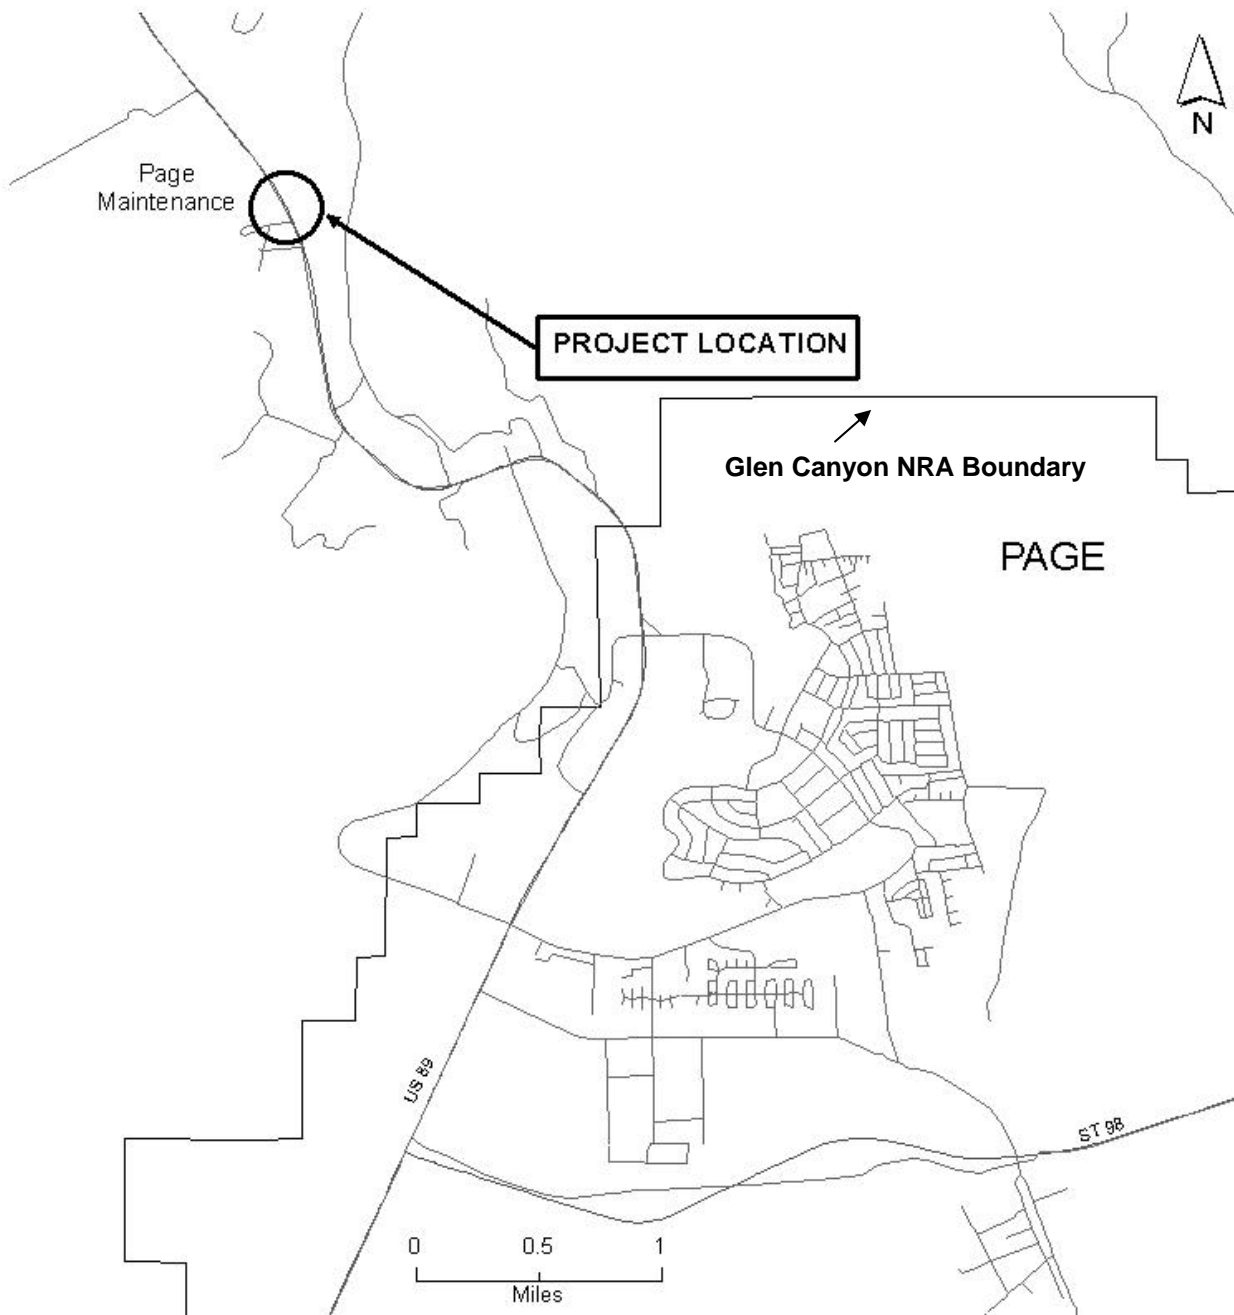 N
Page
Maintenance
PROJECT LOCATION
Glen Canyon NRA Boundary
PAGE
US 89
ST 98
0 0.5 1
Miles